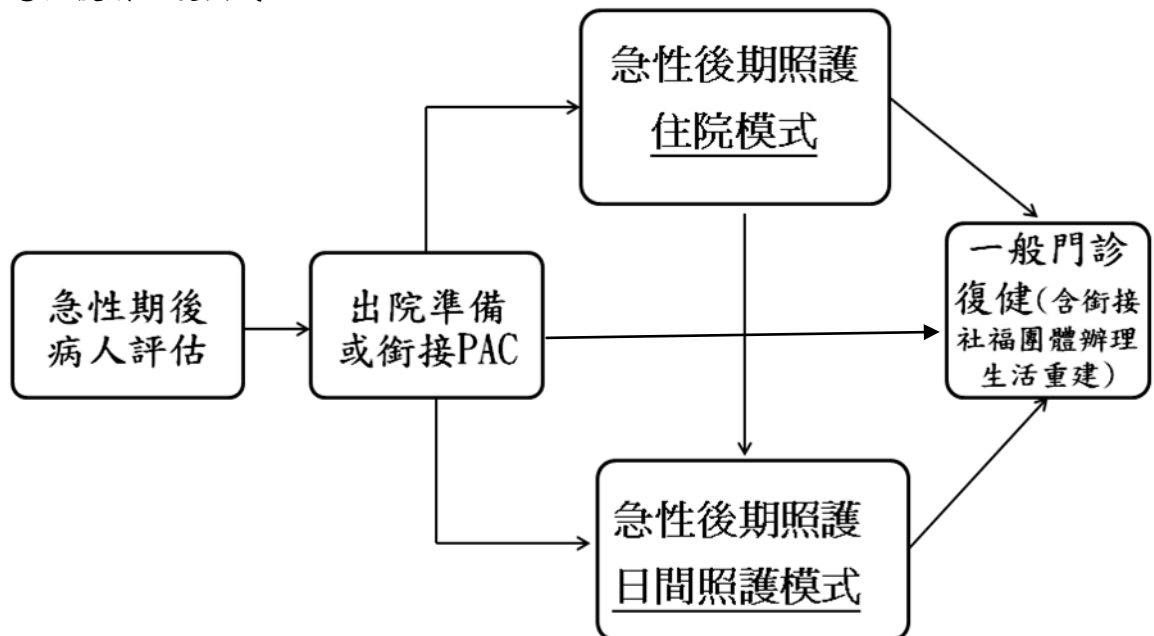 急性後期照護
住院模式
急性期後
病人評估
出院準備
或銜接PAC
一般門診
復健(含銜接
社福團體辦理
生活重建)
急性後期照護
日間照護模式